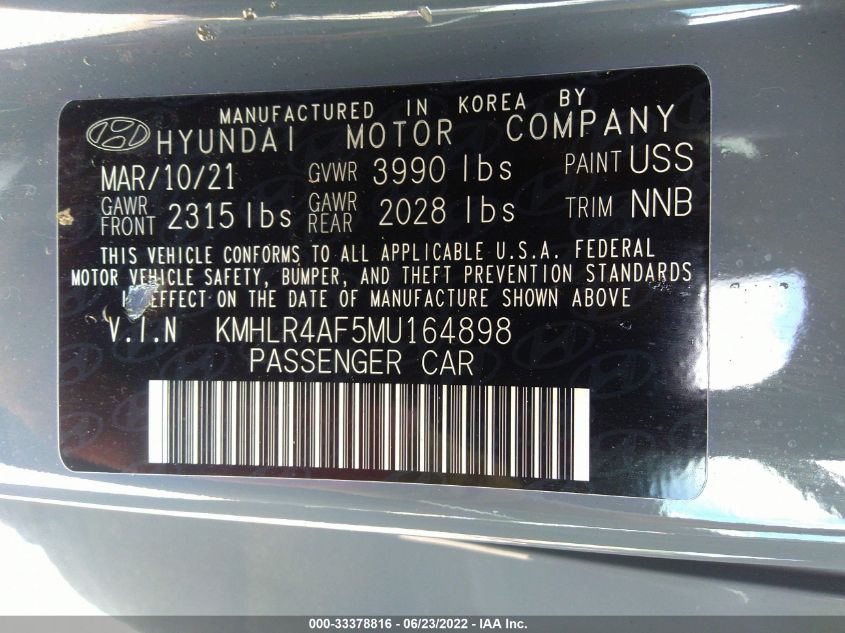 MANUFACTURED IN KOREA BY
HYUNDAI MOTOR COMPANY
MAR/10/21 GVWR 3990 lbs PAINT USS
GAWR FRONT 2315 lbs GAWR REAR 2028 lbs TRIM NNB
THIS VEHICLE CONFORMS TO ALL APPLICABLE U.S.A. FEDERAL
MOTOR VEHICLE SAFETY, BUMPER, AND THEFT PREVENTION STANDARDS
IN EFFECT ON THE DATE OF MANUFACTURE SHOWN ABOVE
V.I.N KMHLR4AF5MU164898
PASSENGER CAR
000-33378816 - 06/23/2022 - IAA Inc.